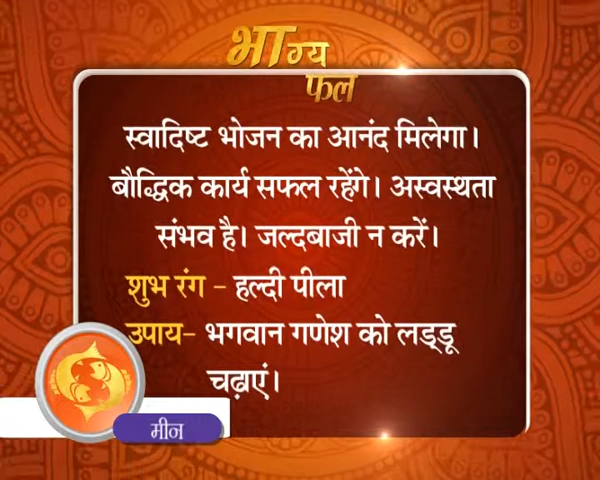 भाग्य
फल
स्वादिष्ट भोजन का आनंद मिलेगा।
बौद्धिक कार्य सफल रहेंगे। अस्वस्थता
संभव है। जल्दबाजी न करें।
शुभ रंग - हल्दी पीला
उपाय- भगवान गणेश को लड्डू
चढ़ाएं।
मीन